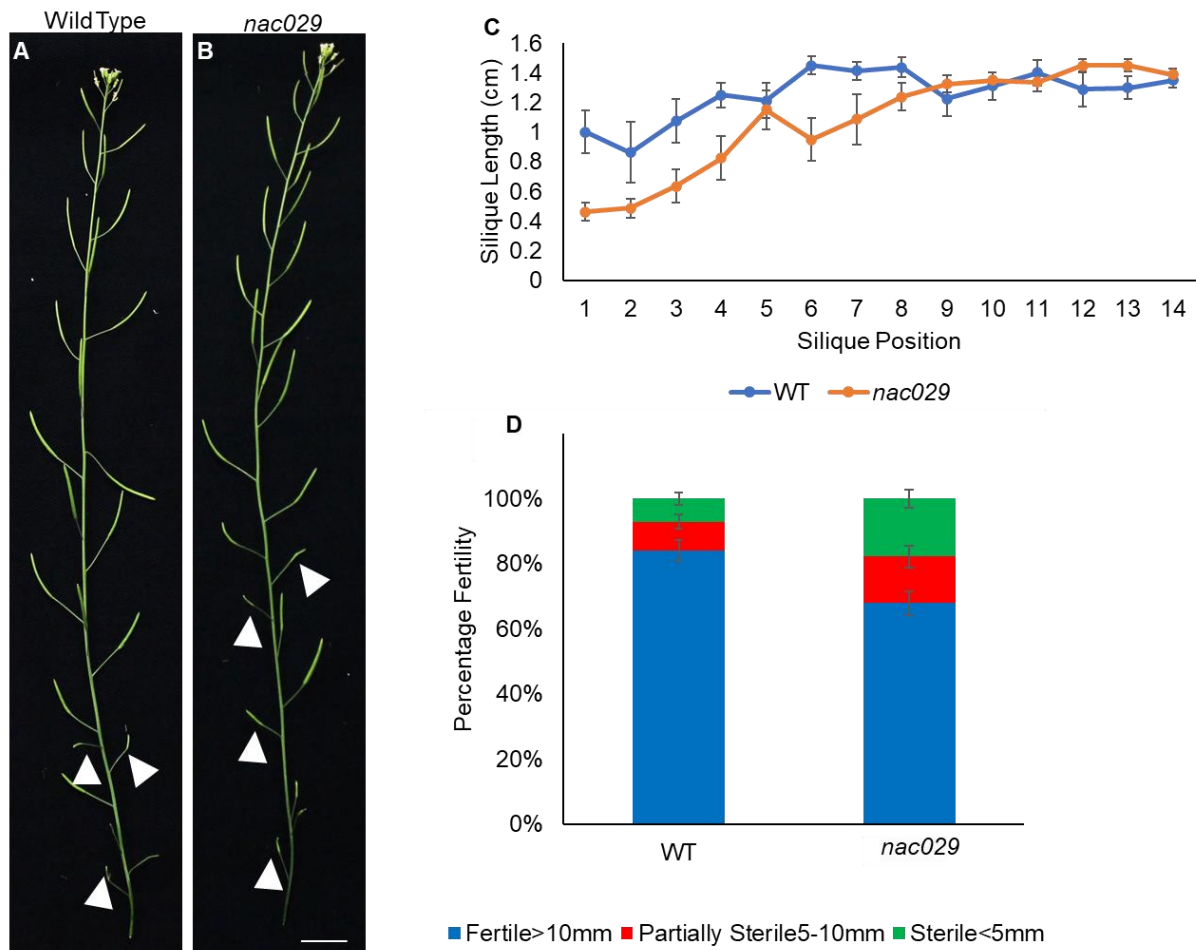 Wild Type
nac029
A
B
C
1.6
1.4
1.2
1
0.8
0.6
0.4
0.2
0
Silique Length (cm)
1 2 3 4 5 6 7 8 9 10 11 12 13 14
Silique Position
WT nac029
D
100%
80%
60%
40%
20%
0%
Percentage Fertility
WT nac029
Fertile>10mm Partially Sterile5-10mm Sterile<5mm